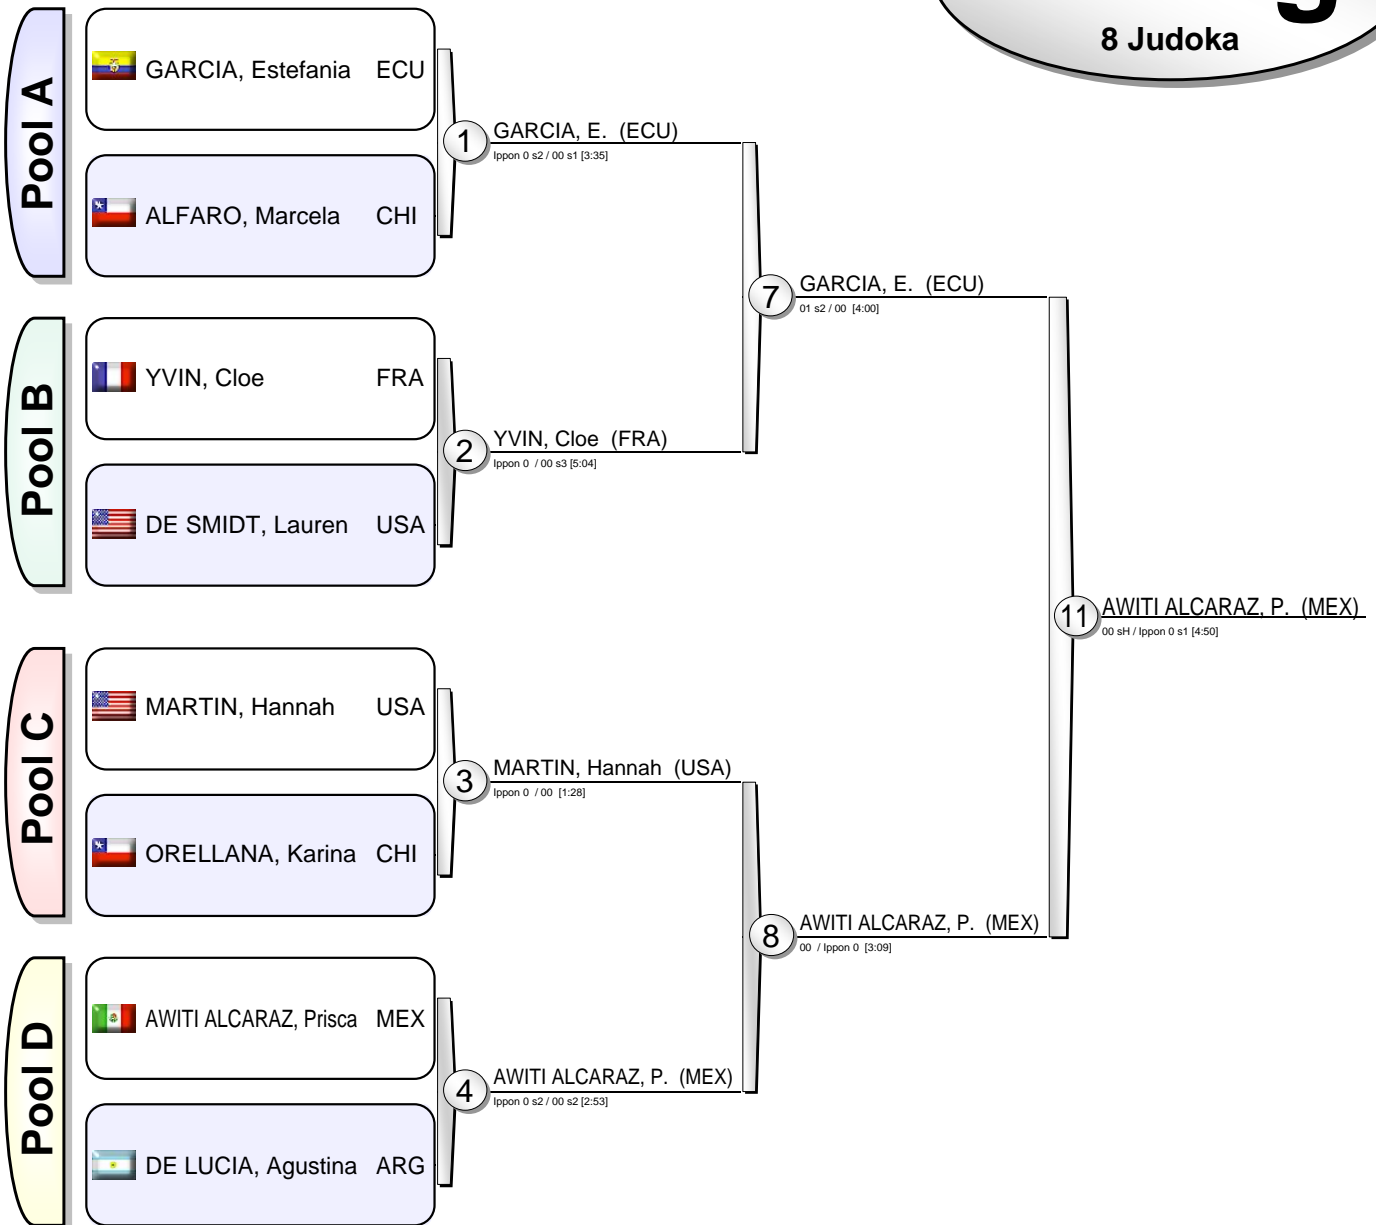 8 Judoka
Pool A
GARCIA, Estefania ECU
ALFARO, Marcela CHI
1
GARCIA, E. (ECU)
Ippon 0 s2 / 00 s1 [3:35]
Pool B
YVIN, Cloe FRA
DE SMIDT, Lauren USA
2
YVIN, Cloe (FRA)
Ippon 0 / 00 s3 [5:04]
7
GARCIA, E. (ECU)
01 s2 / 00 [4:00]
Pool C
MARTIN, Hannah USA
ORELLANA, Karina CHI
3
MARTIN, Hannah (USA)
Ippon 0 / 00 [1:28]
Pool D
AWITI ALCARAZ, Prisca MEX
DE LUCIA, Agustina ARG
4
AWITI ALCARAZ, P. (MEX)
Ippon 0 s2 / 00 s2 [2:53]
8
AWITI ALCARAZ, P. (MEX)
00 / Ippon 0 [3:09]
11
AWITI ALCARAZ, P. (MEX)
00 sH / Ippon 0 s1 [4:50]